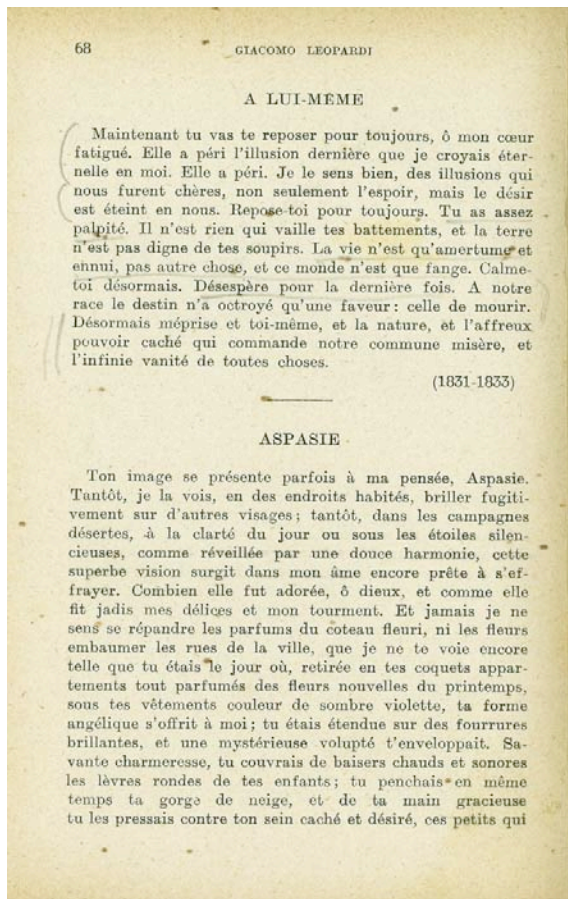 68
GIACOMO LEOPARDI
A LUI-MÊME
Maintenant tu vas te reposer pour toujours, ô mon cœur
fatigué. Elle a péri l'illusion dernière que je croyais éter-
nelle en moi. Elle a péri. Je le sens bien, des illusions qui
nous furent chères, non seulement l'espoir, mais le désir
est éteint en nous. Repose-toi pour toujours. Tu as assez
palpité. Il n'est rien qui vaille tes battements, et la terre
n'est pas digne de tes soupirs. La vie n'est qu'amertume et
ennui, pas autre chose, et ce monde n'est que fange. Calme-
toi désormais. Désespère pour la dernière fois. A notre
race le destin n'a octroyé qu'une faveur : celle de mourir.
Désormais méprise et toi-même, et la nature, et l'affreux
pouvoir caché qui commande notre commune misère, et
l'infinie vanité de toutes choses.
(1831-1833)
ASPASIE
Ton image se présente parfois à ma pensée, Aspasie.
Tantôt, je la vois, en des endroits habités, briller fugiti-
vement sur d'autres visages ; tantôt, dans les campagnes
désertes, à la clarté du jour ou sous les étoiles silen-
cieuses, comme réveillée par une douce harmonie, cette
superbe vision surgit dans mon âme encore prête à s'ef-
frayer. Combien elle fut adorée, ô dieux, et comme elle
fit jadis mes délices et mon tourment. Et jamais je ne
sens se répandre les parfums du coteau fleuri, ni les fleurs
embaumer les rues de la ville, que je ne te voie encore
telle que tu étais le jour où, retirée en tes coquets appar-
tements tout parfumés des fleurs nouvelles du printemps,
sous tes vêtements couleur de sombre violette, ta forme
angélique s'offrit à moi ; tu étais étendue sur des fourrures
brillantes, et une mystérieuse volupté t'enveloppait. Sa-
vante charmeresse, tu couvrais de baisers chauds et sonores
les lèvres rondes de tes enfants ; tu penchais en même
temps ta gorge de neige, et de ta main gracieuse
tu les pressais contre ton sein caché et désiré, ces petits qui